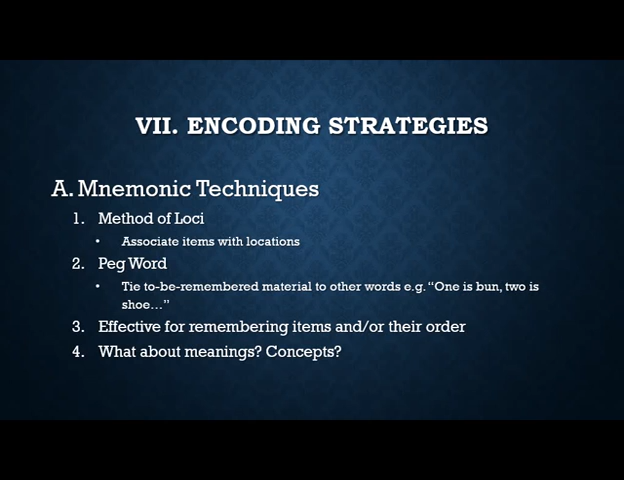 VII. ENCODING STRATEGIES
A. Mnemonic Techniques
1. Method of Loci
• Associate items with locations
2. Peg Word
• Tie to-be-remembered material to other words e.g. “One is bun, two is
shoe…”
3. Effective for remembering items and/or their order
4. What about meanings? Concepts?